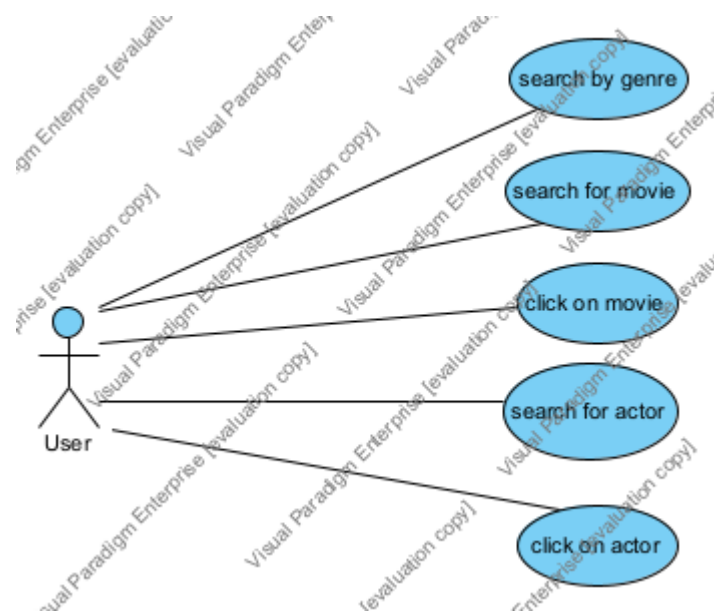 search by genre
search for movie
click on movie
search for actor
click on actor
User
Visual Paradigm Enterprise [evaluation copy]